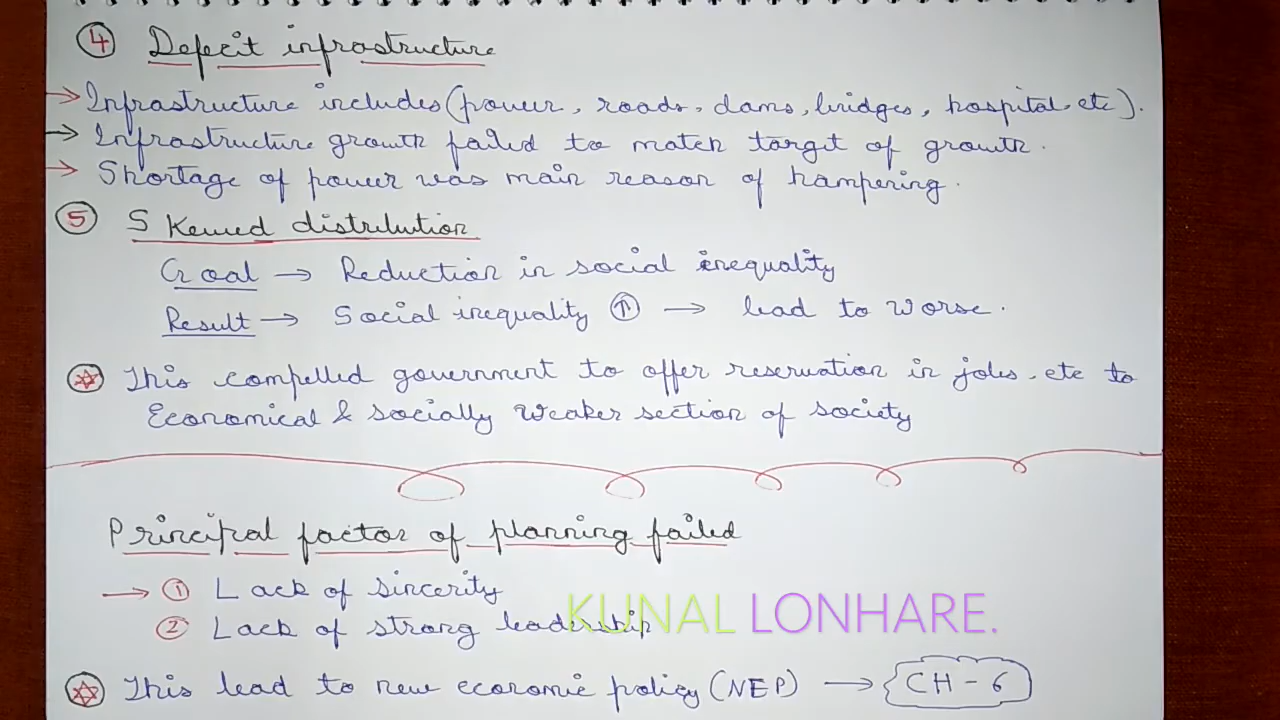 4 Deficit infrastructure
→ Infrastructure includes (power, roads, dams, bridges, hospital etc).
→ Infrastructure growth failed to match target of growth.
→ Shortage of power was main reason of hampering.
5 Skewed distribution
Goal → Reduction in social inequality
Result → Social inequality ↑ → lead to worse.
This compelled government to offer reservation in jobs, etc to
Economical & socially weaker section of society
Principal factor of planning failed
→ 1 Lack of sincerity
2 Lack of strong leadership
KUNAL LONHARE.
This lead to new economic policy (NEP) → CH-6